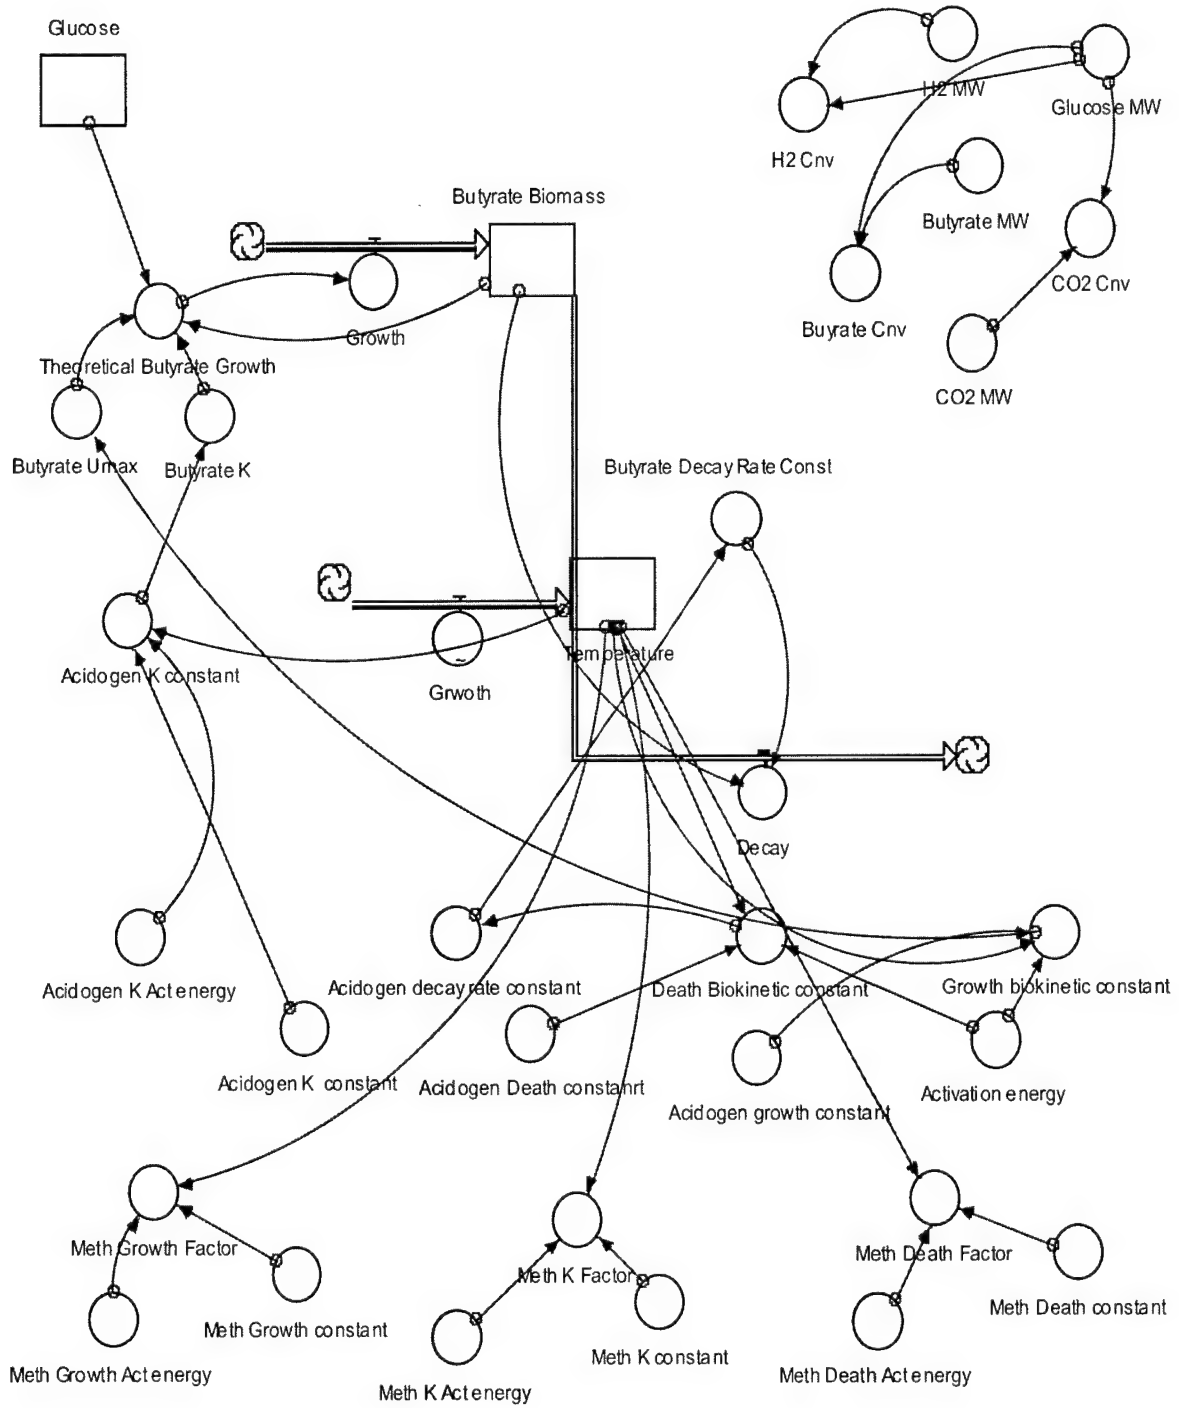 Glucose
H2 MW
Glucose MW
H2 Cnv
Butyrate Biomass
Butyrate MW
CO2 Cnv
Buyrate Cnv
Growth
Theoretical Butyrate Growth
CO2 MW
Butyrate Umax
Butyrate K
Butyrate Decay Rate Const
Temperature
Acidogen K constant
Grwoth
~
Decay
Acidogen K Act energy
Acidogen decay rate constant
Death Biokinetic constant
Growth biokinetic constant
Acidogen K constant
Acidogen Death constanrt
Acidogen growth constant
Activation energy
Meth Growth Factor
Meth K Factor
Meth Death Factor
Meth Growth constant
Meth K constant
Meth Death constant
Meth Growth Act energy
Meth K Act energy
Meth Death Act energy